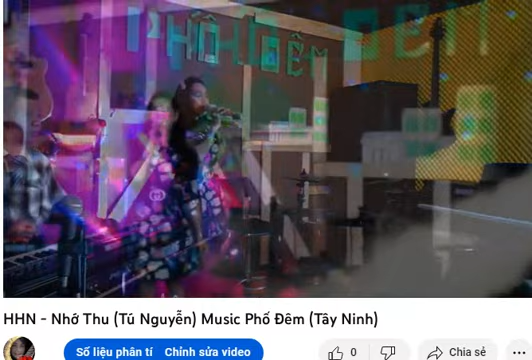 PHỐ ĐÊM
HHN - Nhớ Thu (Tú Nguyễn) Music Phố Đêm (Tây Ninh)
Số liệu phân tí Chỉnh sửa video 0 Chia sẻ